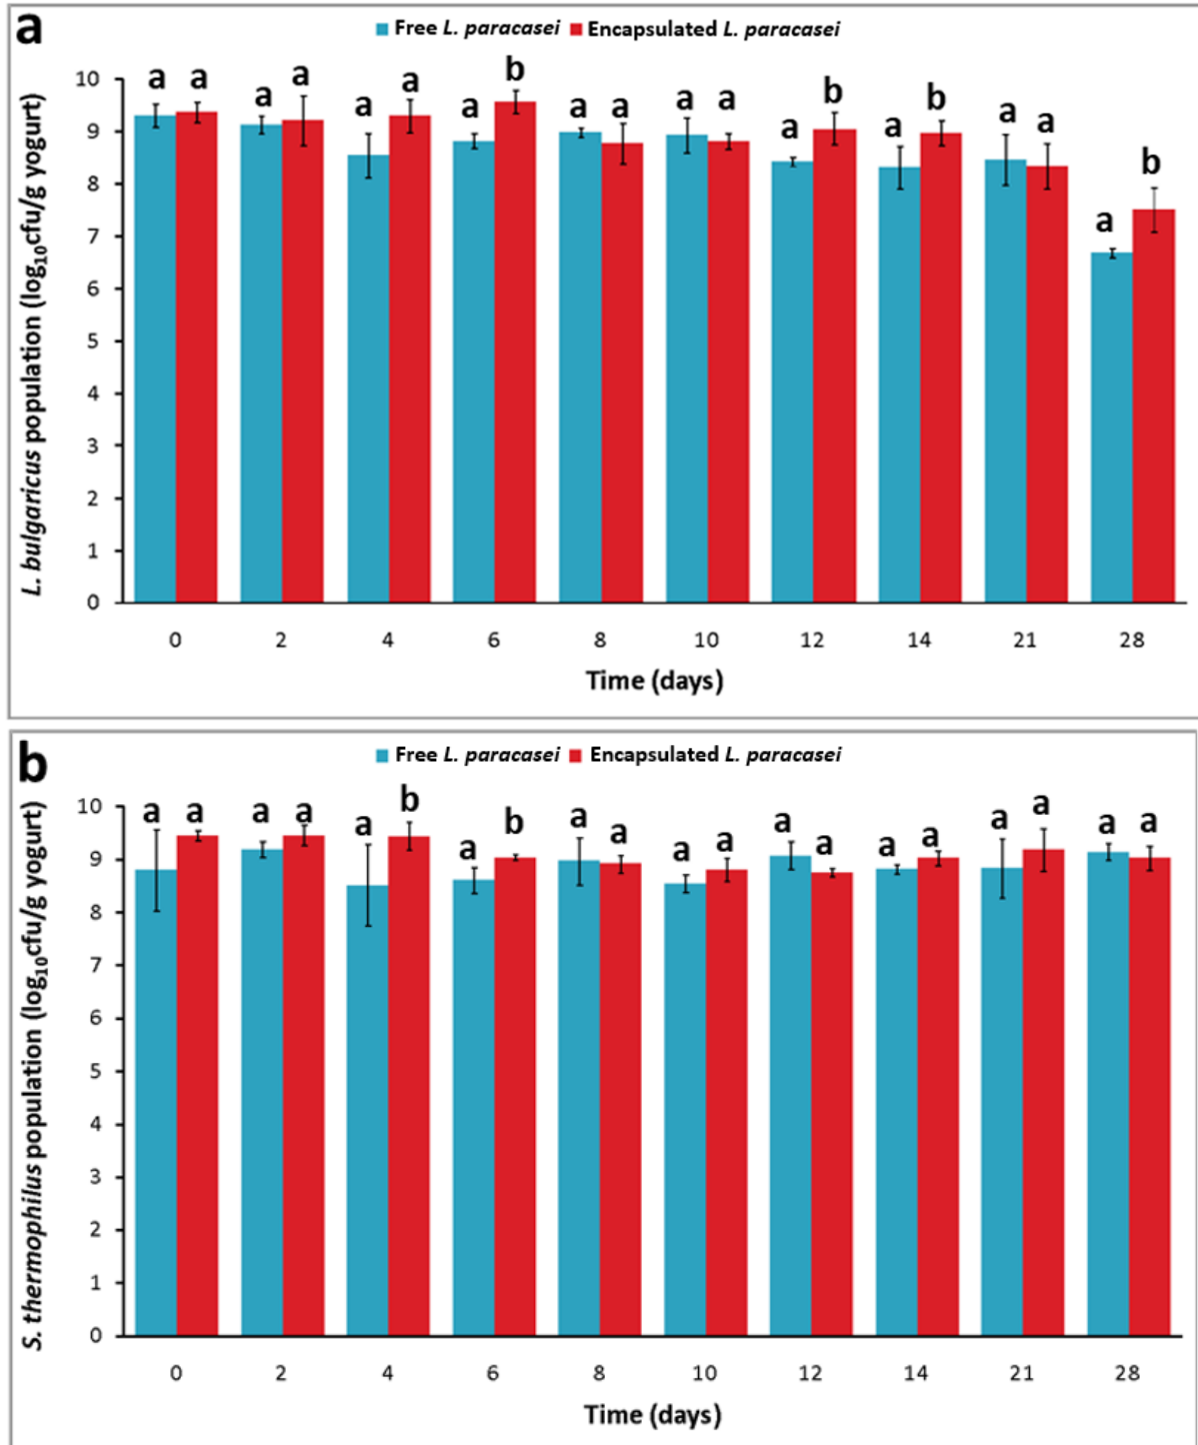 a
Free L. paracasei Encapsulated L. paracasei
L. bulgaricus population (log₁₀cfu/g yogurt)
10
9
8
7
6
5
4
3
2
1
0
a a a a a a a b a a a a a b a b a a a b
0 2 4 6 8 10 12 14 21 28
Time (days)
b
Free L. paracasei Encapsulated L. paracasei
S. thermophilus population (log₁₀cfu/g yogurt)
10
9
8
7
6
5
4
3
2
1
0
a a a a a b a b a a a a a a a a a a a a
0 2 4 6 8 10 12 14 21 28
Time (days)